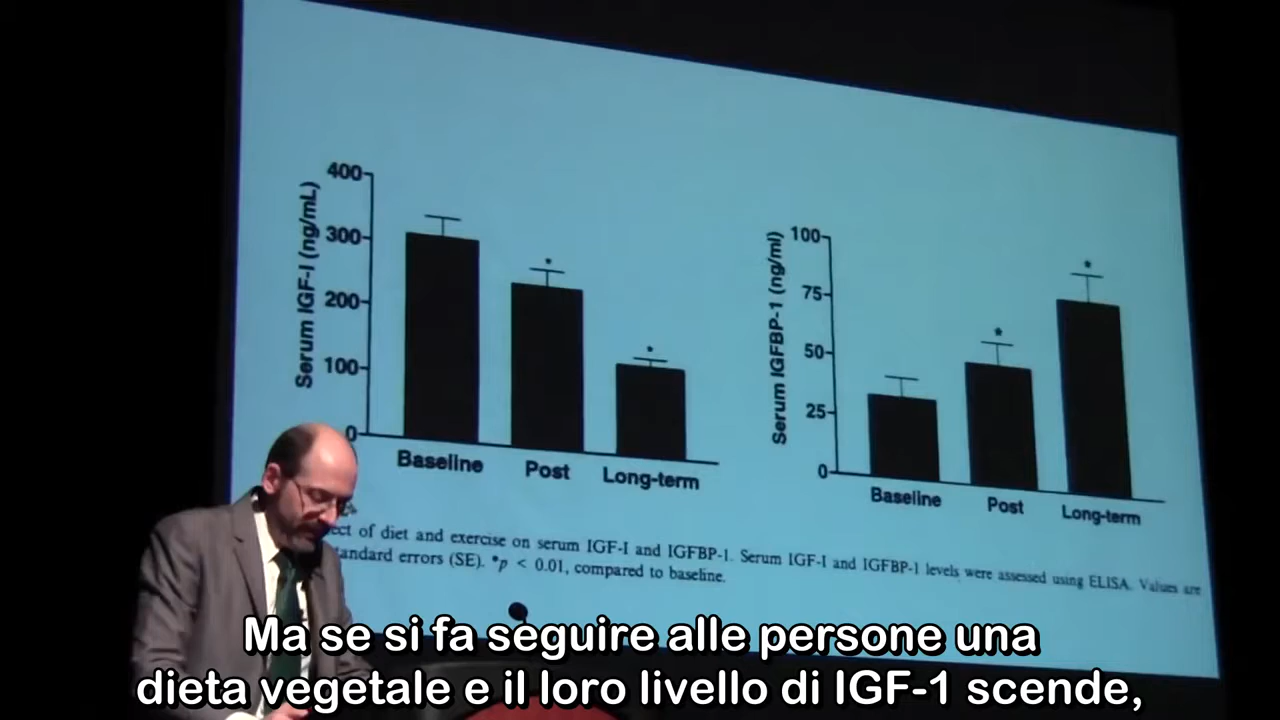 400
300
200
100
0
Serum IGF-I (ng/mL)
Baseline
Post
Long-term
100
75
50
25
0
Serum IGFBP-1 (ng/ml)
Baseline
Post
Long-term
* * * *
of diet and exercise on serum IGF-I and IGFBP-1. Serum IGF-I and IGFBP-1 levels were assessed using ELISA. Values are
standard errors (SE). *p < 0.01, compared to baseline.
Ma se si fa seguire alle persone una
dieta vegetale e il loro livello di IGF-1 scende,